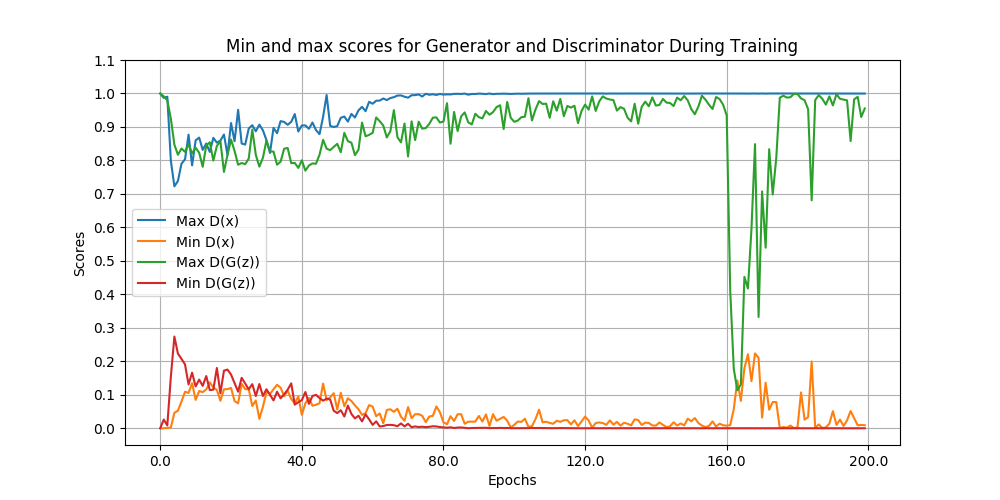 Min and max scores for Generator and Discriminator During Training
1.1
1.0
0.9
0.8
0.7
0.6
0.5
0.4
0.3
0.2
0.1
0.0
Scores
Max D(x)
Min D(x)
Max D(G(z))
Min D(G(z))
0.0 40.0 80.0 120.0 160.0 200.0
Epochs